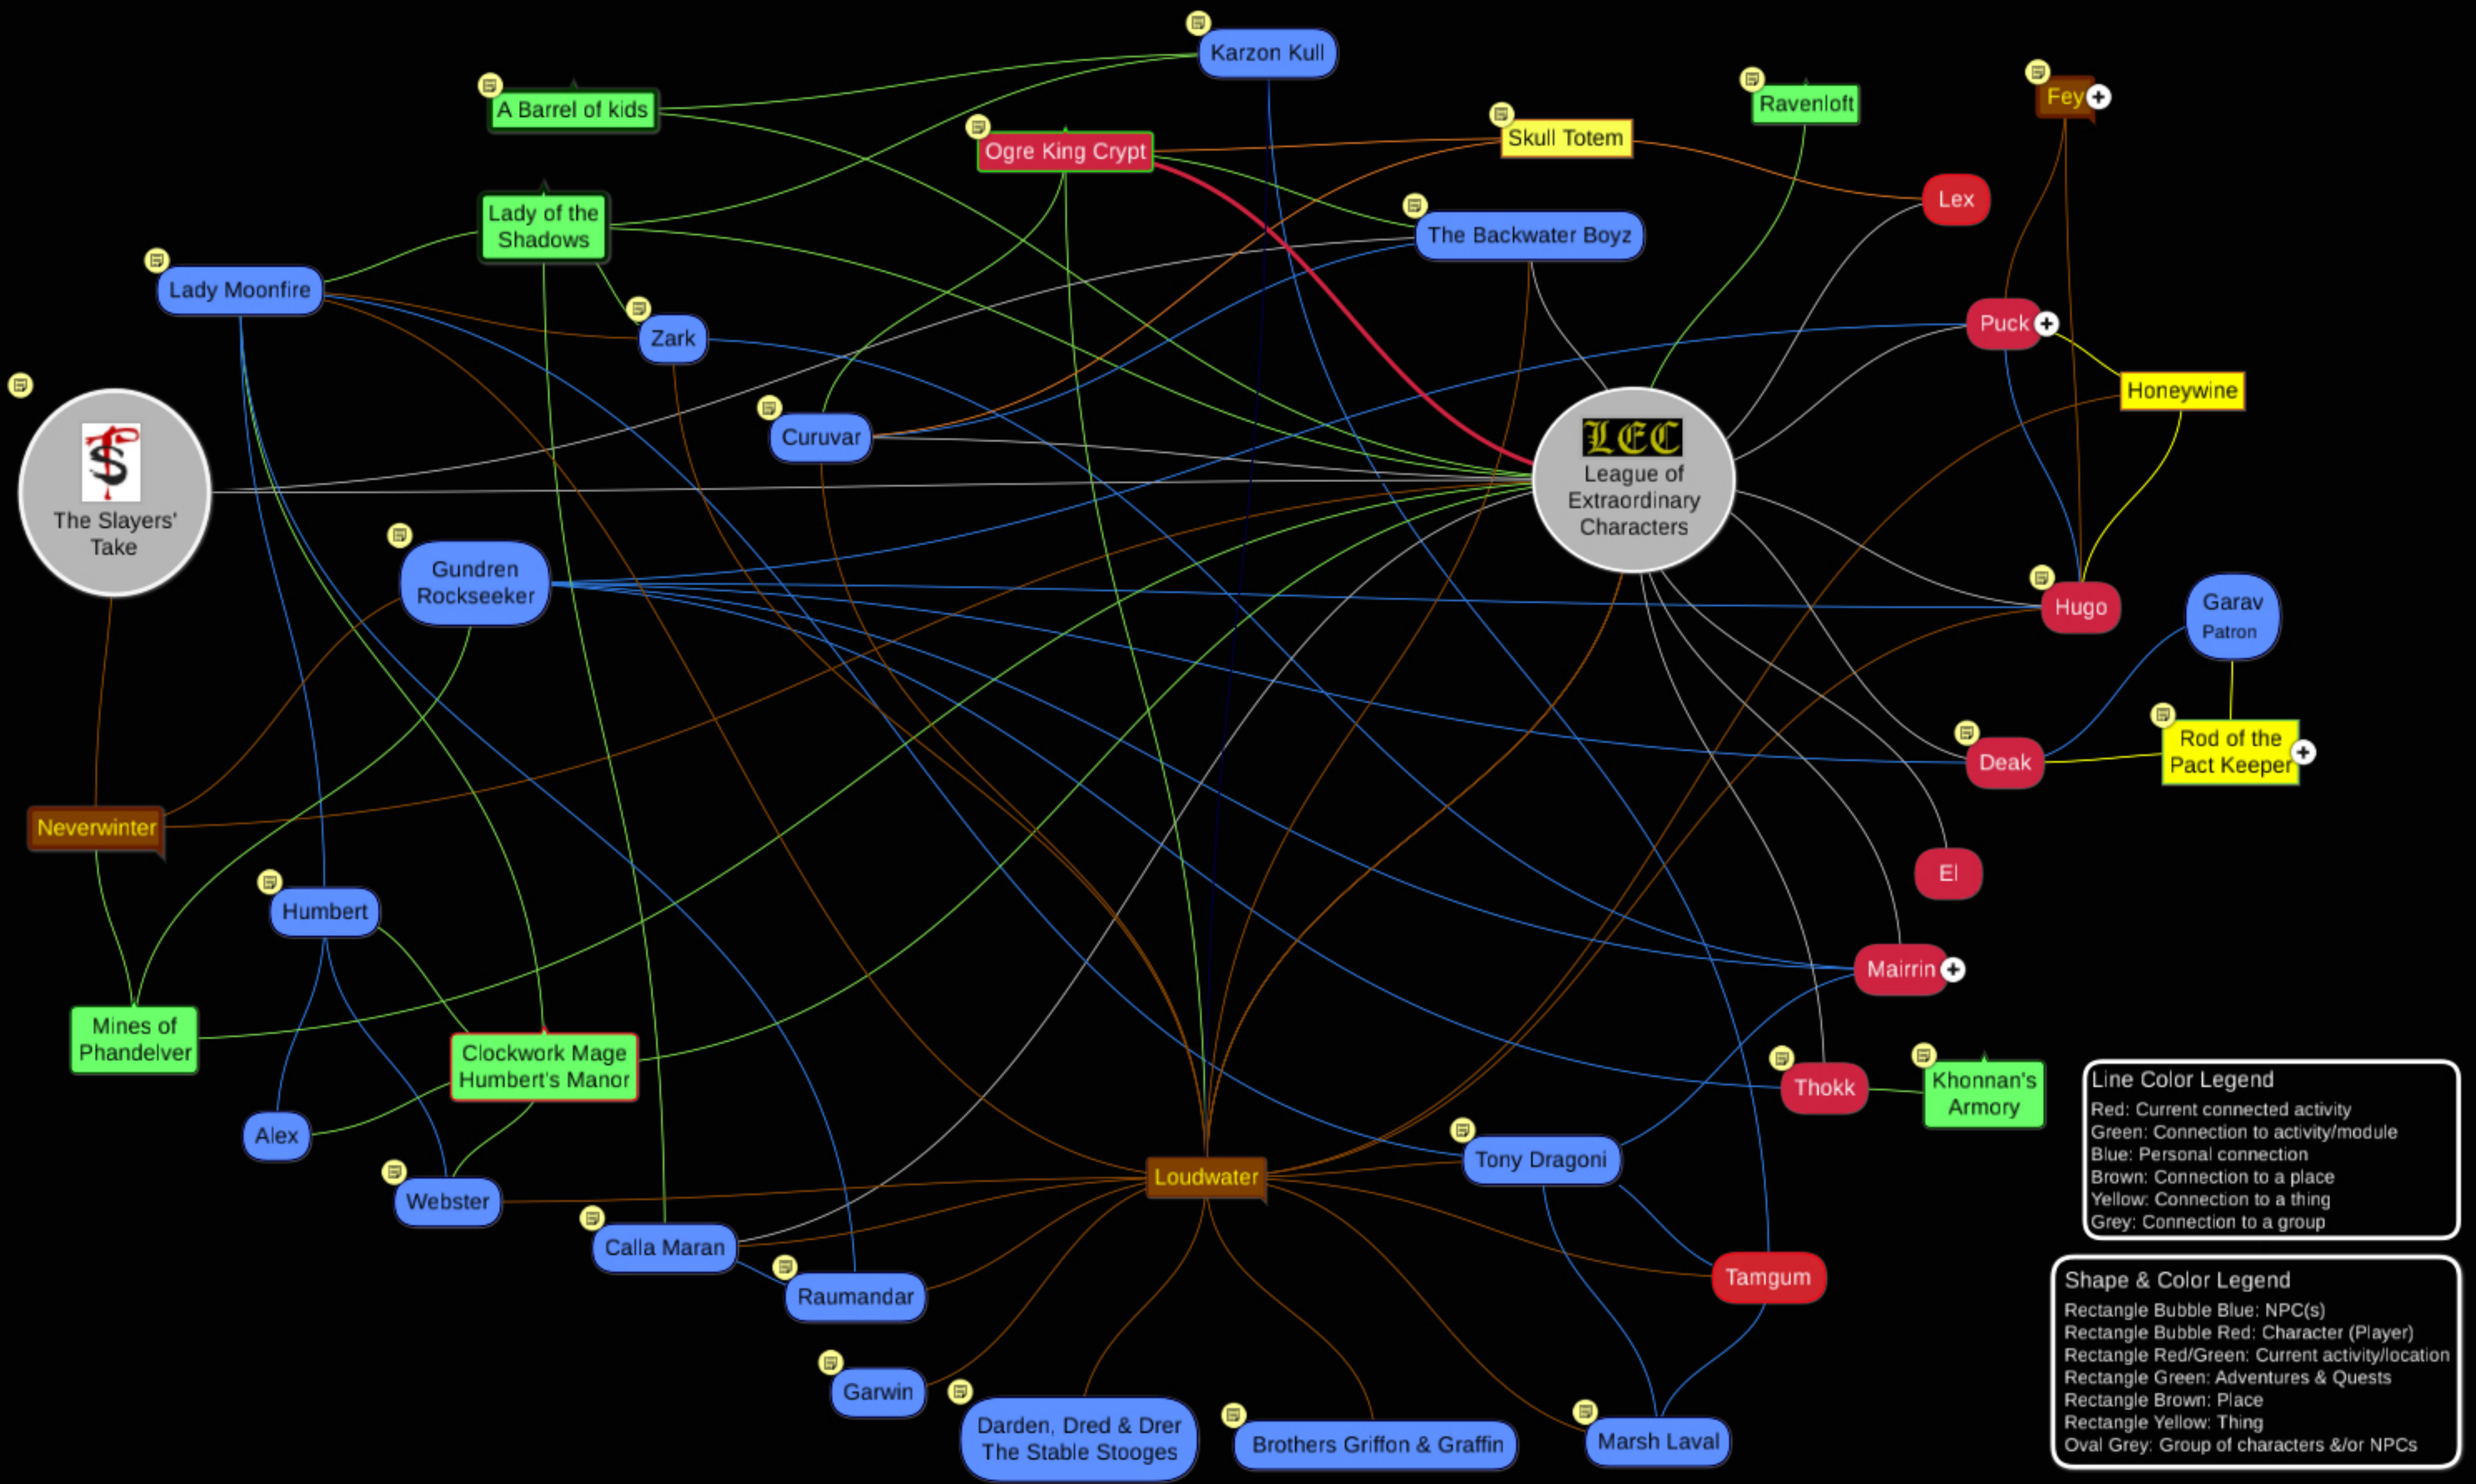 Karzon Kull
Fey
A Barrel of kids
Ravenloft
Ogre King Crypt
Skull Totem
Lex
Lady of the
Shadows
The Backwater Boyz
Lady Moonfire
Zark
Puck
Honeywine
Curuvar
LEC
League of
Extraordinary
Characters
S
The Slayers'
Take
Gundren
Rockseeker
Hugo
Garav
Patron
Rod of the
Pact Keeper
Deak
Neverwinter
El
Humbert
Mairrin
Mines of
Phandelver
Clockwork Mage
Humbert's Manor
Thokk
Khonnan's
Armory
Alex
Webster
Loudwater
Tony Dragoni
Calla Maran
Raumandar
Tamgum
Garwin
Darden, Dred & Drer
The Stable Stooges
Brothers Griffon & Graffin
Marsh Laval
Line Color Legend
Red: Current connected activity
Green: Connection to activity/module
Blue: Personal connection
Brown: Connection to a place
Yellow: Connection to a thing
Grey: Connection to a group
Shape & Color Legend
Rectangle Bubble Blue: NPC(s)
Rectangle Bubble Red: Character (Player)
Rectangle Red/Green: Current activity/location
Rectangle Green: Adventures & Quests
Rectangle Brown: Place
Rectangle Yellow: Thing
Oval Grey: Group of characters &/or NPCs